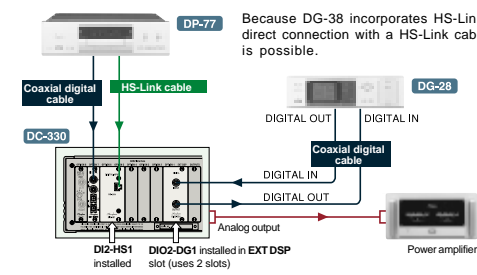 DP-77
Because DG-38 incorporates HS-Lin
direct connection with a HS-Link cab
is possible.
Coaxial digital
cable
HS-Link cable
DG-28
DIGITAL OUT
DIGITAL IN
DC-330
Coaxial digital
cable
DIGITAL IN
DIGITAL OUT
Analog output
DI2-HS1
installed
DIO2-DG1 installed in EXT DSP
slot (uses 2 slots)
Power amplifier